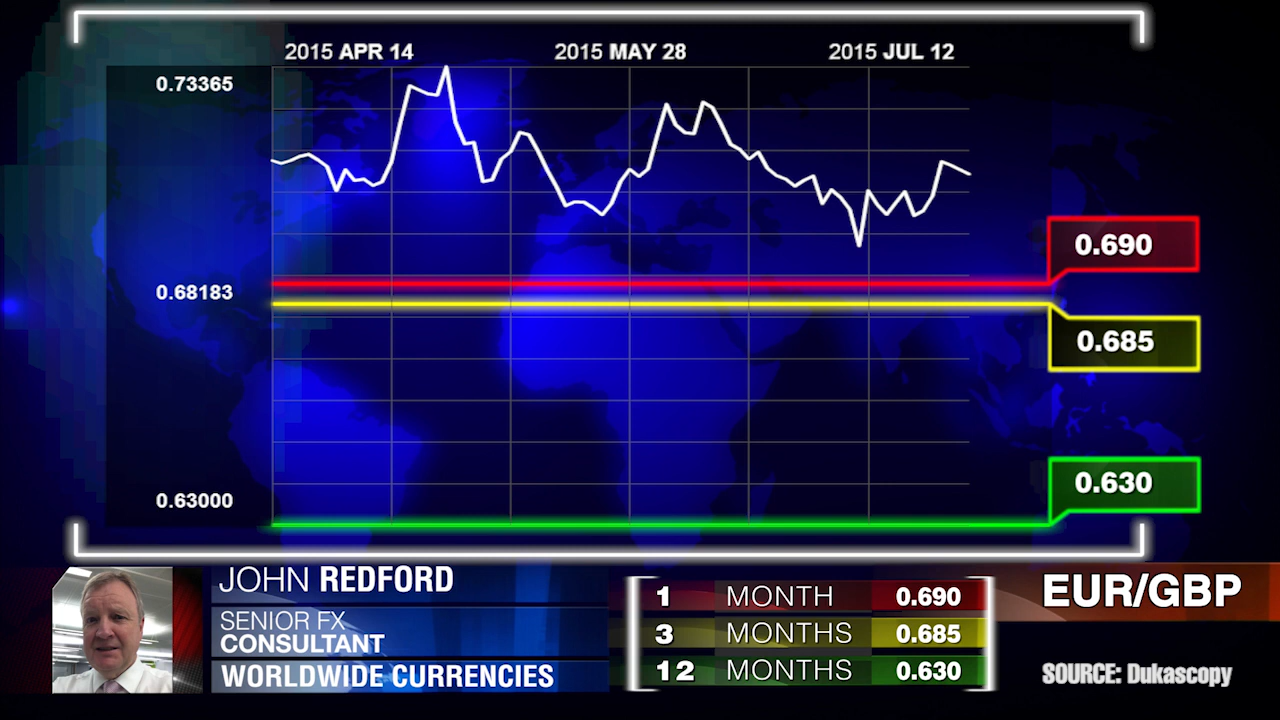 2015 APR 14 2015 MAY 28 2015 JUL 12
0.73365
0.68183
0.63000
0.690
0.685
0.630
JOHN REDFORD
SENIOR FX
CONSULTANT
WORLDWIDE CURRENCIES
1 MONTH 0.690
3 MONTHS 0.685
12 MONTHS 0.630
EUR/GBP
SOURCE: Dukascopy